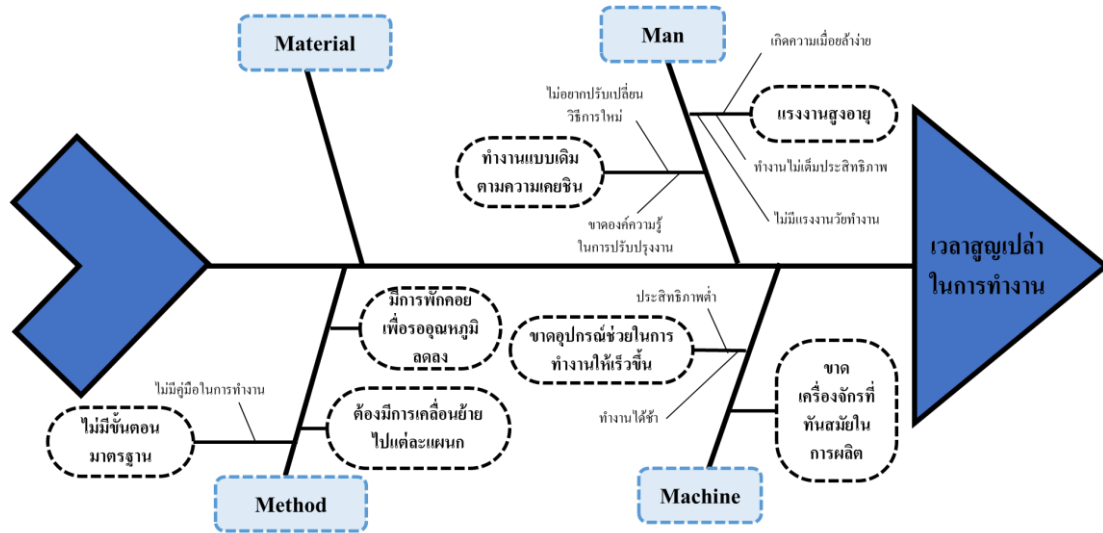 Material
Man
เกิดความเมื่อยล้าง่าย
ไม่อยากปรับเปลี่ยน
วิธีการใหม่
แรงงานสูงอายุ
ทำงานแบบเดิม
ตามความเคยชิน
ทำงานไม่เต็มประสิทธิภาพ
ขาดองค์ความรู้
ในการปรับปรุงงาน
ไม่มีแรงงานวัยทำงาน
เวลาสูญเปล่า
ในการทำงาน
มีการพักคอย
เพื่อรออุณหภูมิ
ลดลง
ประสิทธิภาพต่ำ
ขาดอุปกรณ์ช่วยในการ
ทำงานให้เร็วขึ้น
ขาด
เครื่องจักรที่
ทันสมัยใน
การผลิต
ไม่มีคู่มือในการทำงาน
ไม่มีขั้นตอน
มาตรฐาน
ต้องมีการเคลื่อนย้าย
ไปแต่ละแผนก
ทำงานได้ช้า
Method
Machine